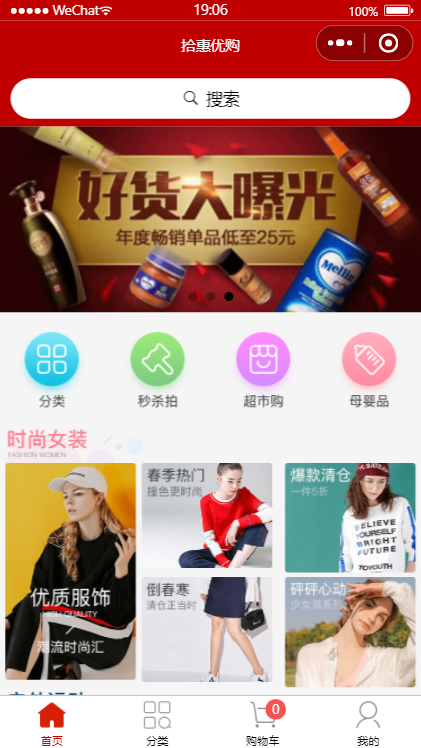 WeChat
19:06
100%
拾惠优购
搜索
好货大曝光
年度畅销单品低至25元
Mellin
Mellin
分类
秒杀拍
超市购
母婴品
时尚女装
FASHION WOMEN
优质服饰
HIGH QUALITY
潮流时尚汇
春季热门
撞色更时尚
爆款清仓
一件5折
BELIEVE
YOURSELF
BRIGHT
FUTURE
TOYOUTH
倒春寒
清仓正当时
砰砰心动
少女装系列
0
首页
分类
购物车
我的